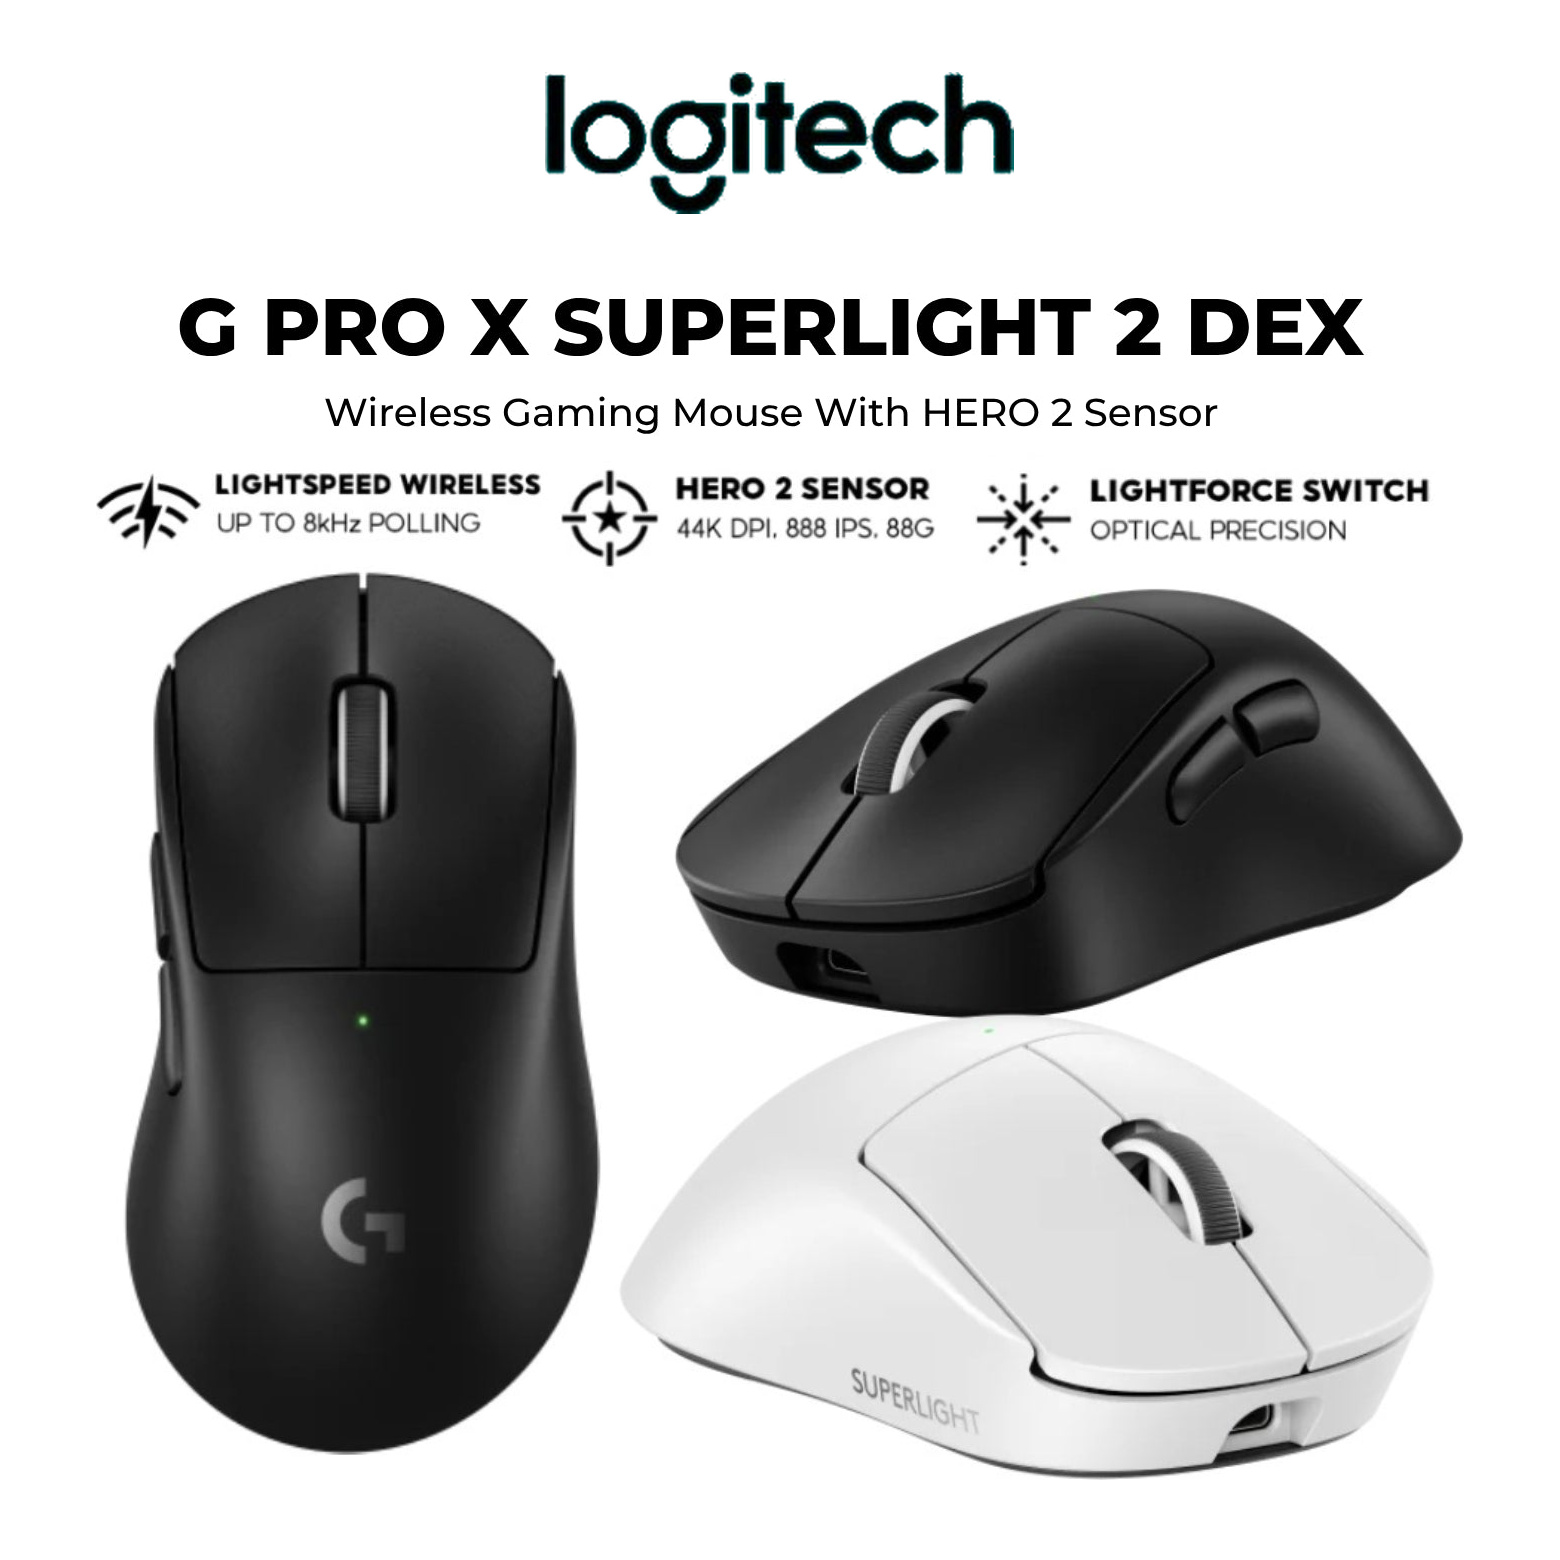 logitech
G PRO X SUPERLIGHT 2 DEX
Wireless Gaming Mouse With HERO 2 Sensor
LIGHTSPEED WIRELESS
UP TO 8kHz POLLING
HERO 2 SENSOR
44K DPI. 888 IPS. 88G
LIGHTFORCE SWITCH
OPTICAL PRECISION
G
SUPERLIGHT